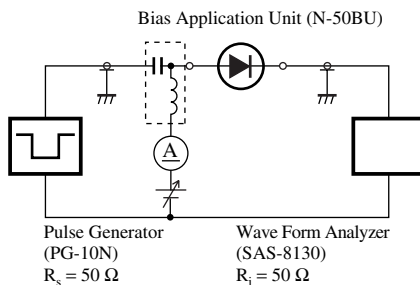 Bias Application Unit (N-50BU)
A
Pulse Generator
(PG-10N)
Rs = 50 Ω
Wave Form Analyzer
(SAS-8130)
Ri = 50 Ω